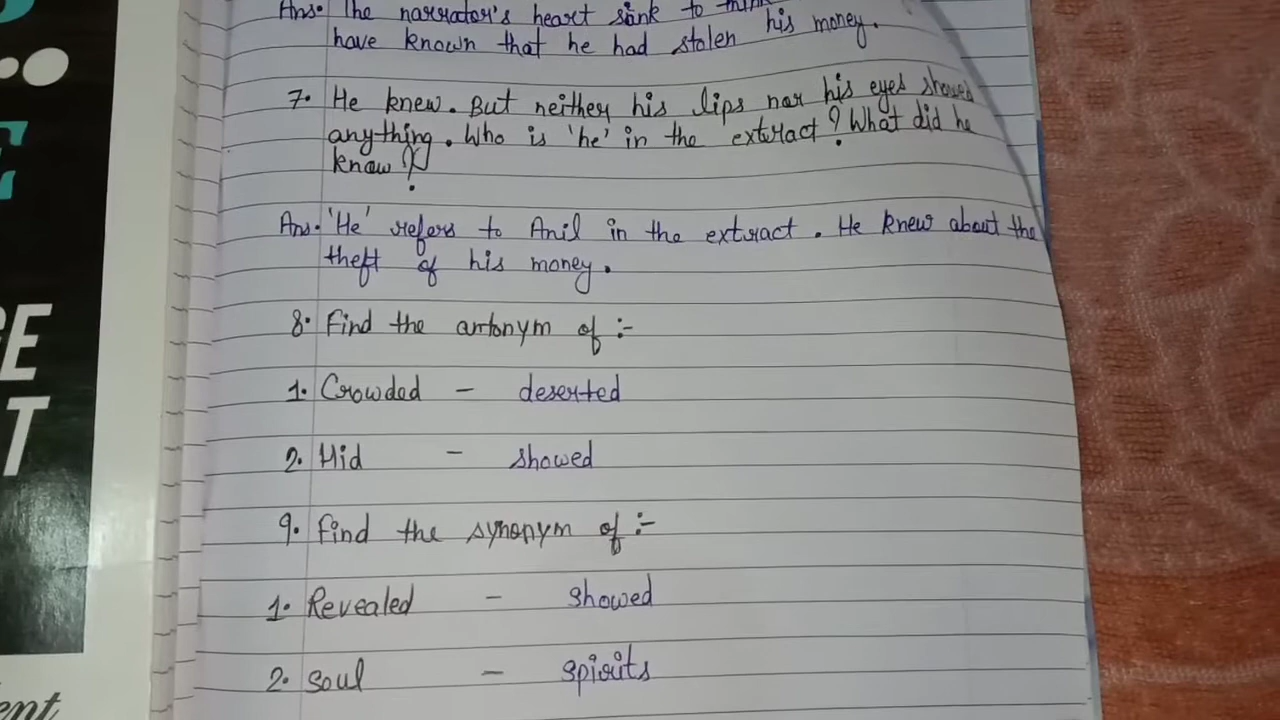 Ans. The narrator's heart sank to think
have known that he had stolen his money.
7. He knew. But neither his lips nor his eyes showed
anything. Who is 'he' in the extract? What did he
know?
Ans. 'He' refers to Anil in the extract. He knew about the
theft of his money.
8. Find the antonym of :-
1. Crowded - deserted
2. Hid - showed
9. Find the synonym of :-
1. Revealed - showed
2. Soul - spirits
E
GE
T
ent